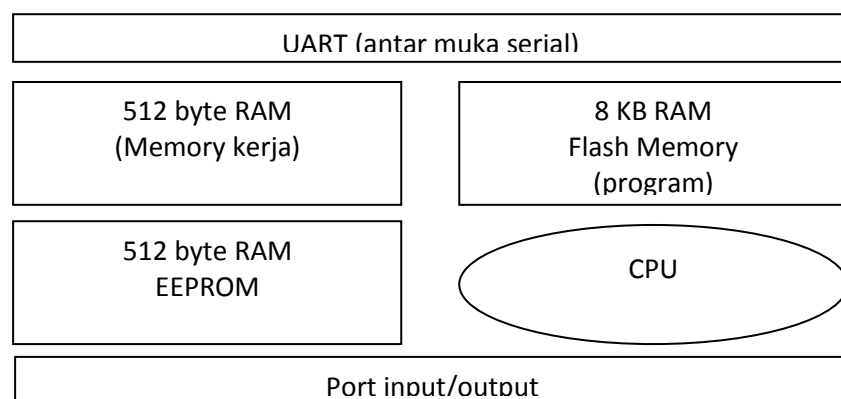 UART (antar muka serial)
512 byte RAM
(Memory kerja)
8 KB RAM
Flash Memory
(program)
512 byte RAM
EEPROM
CPU
Port input/output